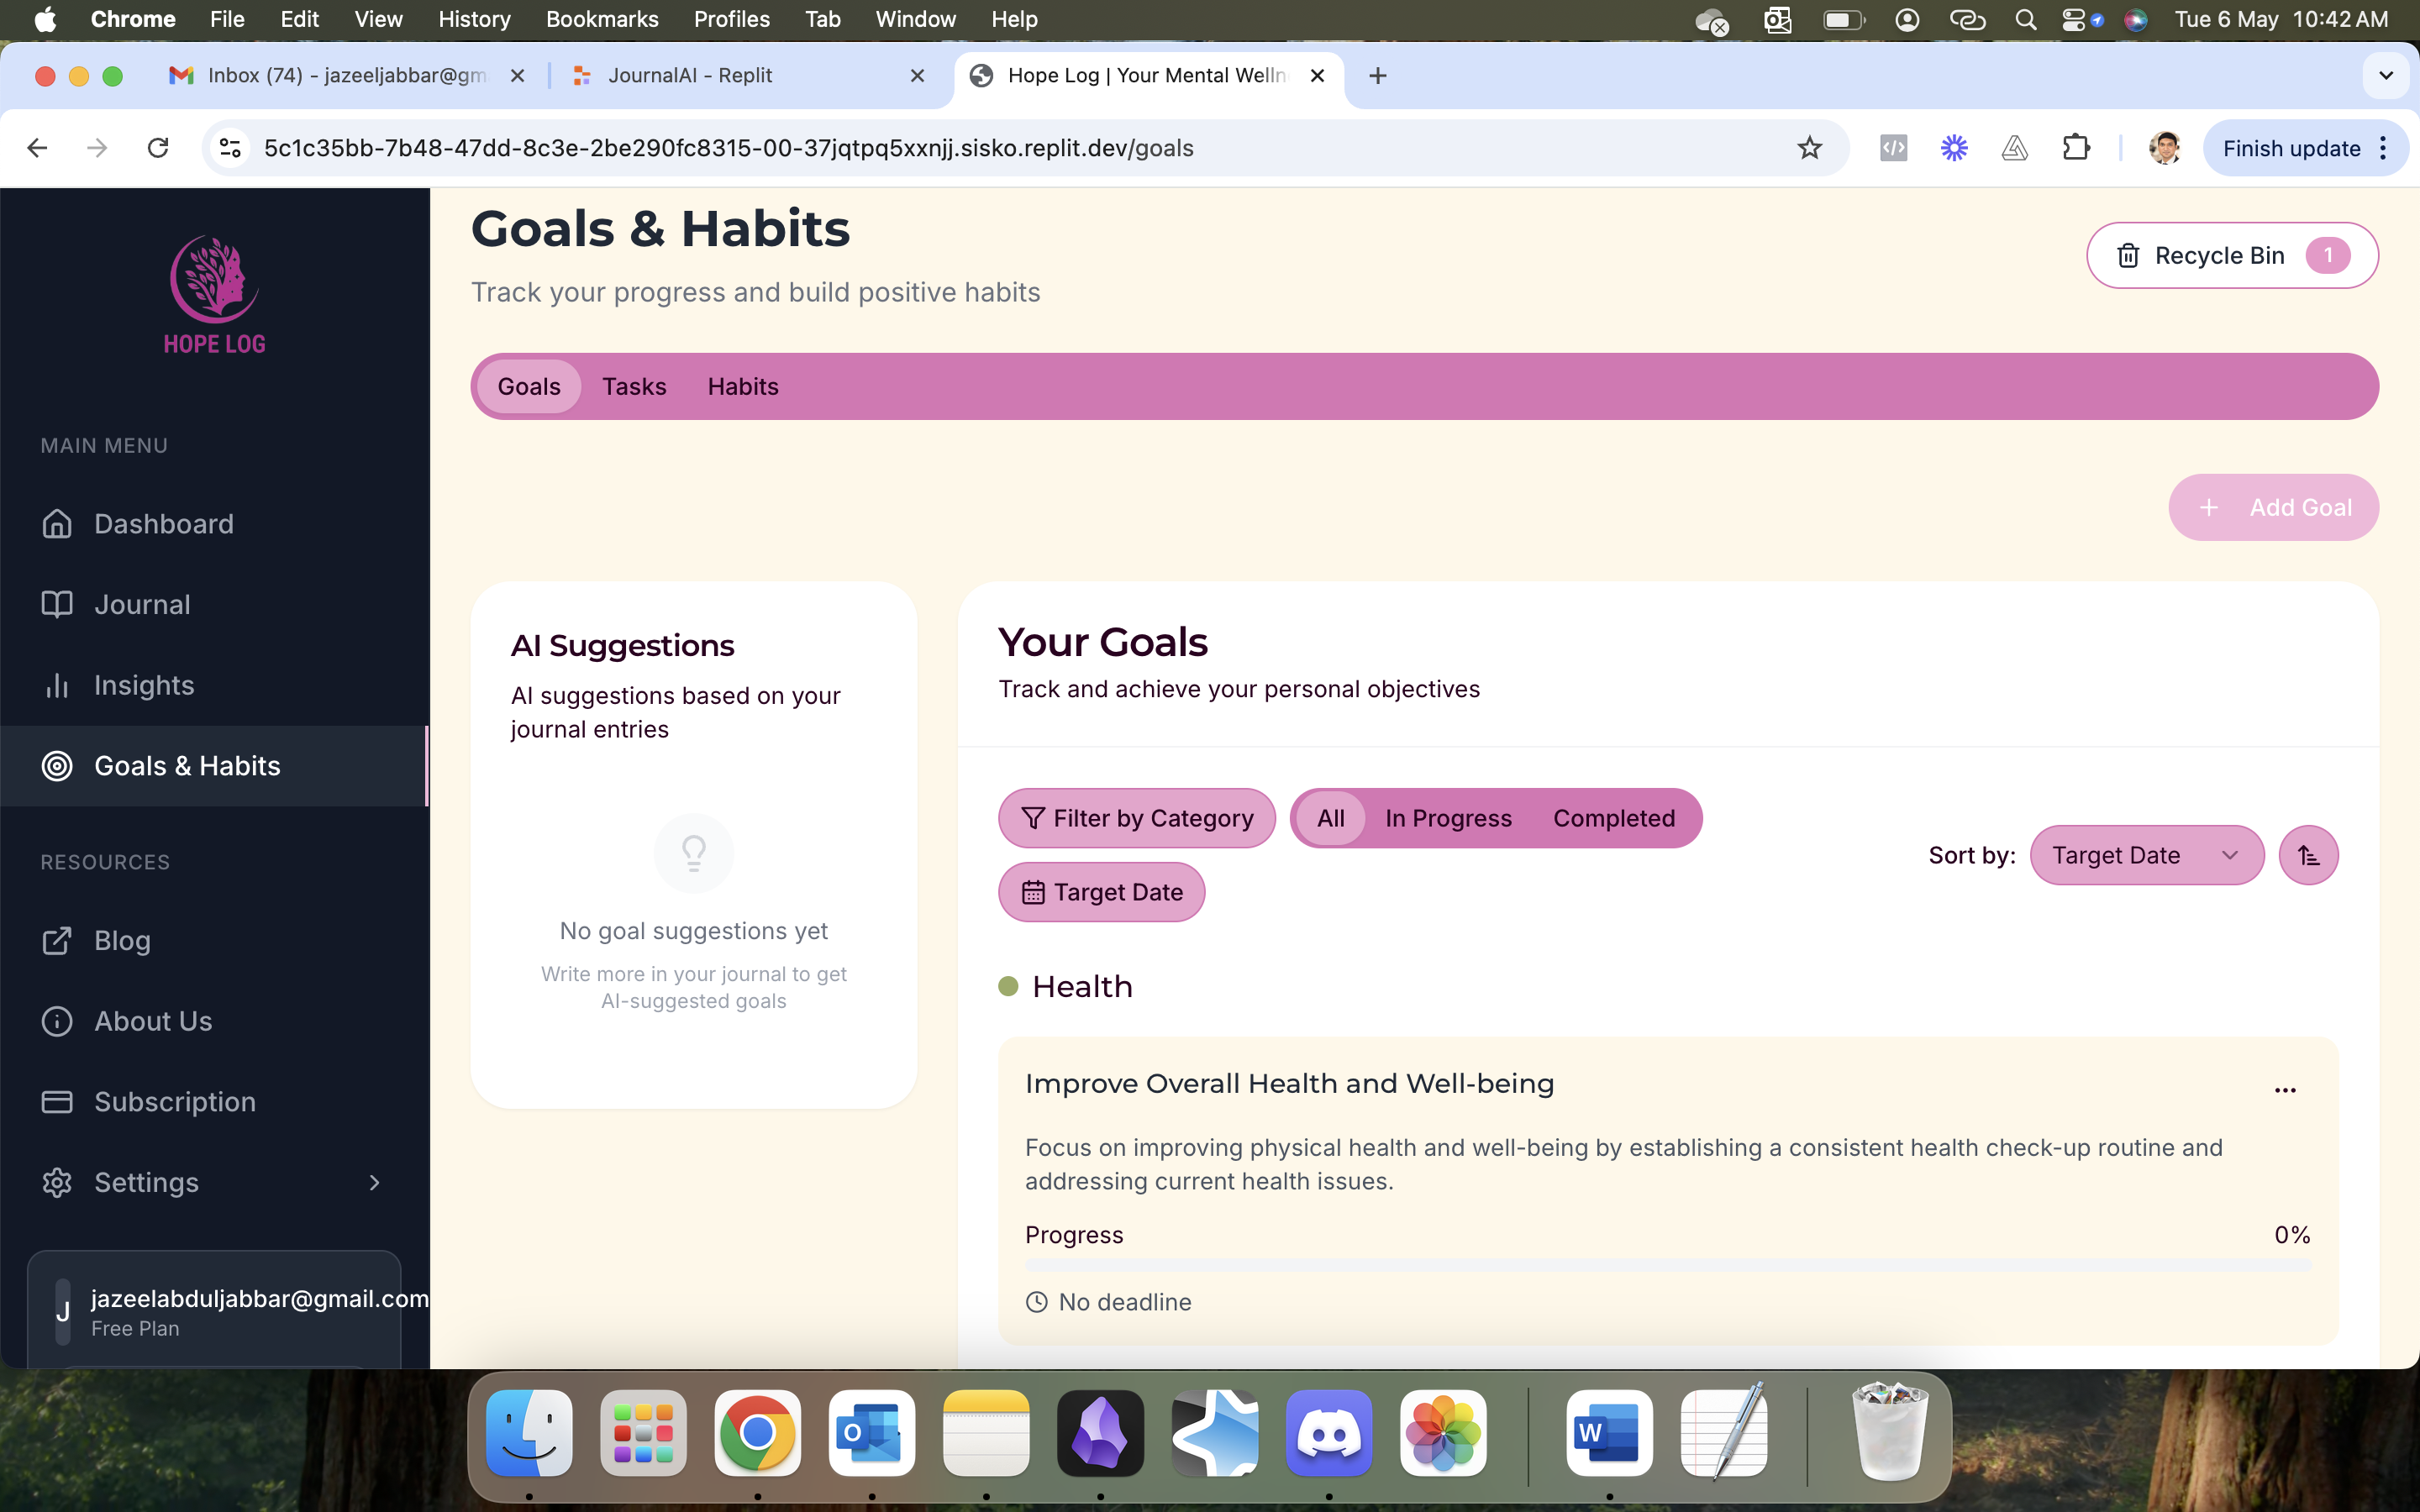 Chrome File Edit View History Bookmarks Profiles Tab Window Help Tue 6 May 10:42 AM
Inbox (74) - jazeeljabbar@gm JournalAI - Replit Hope Log | Your Mental Welln
5c1c35bb-7b48-47dd-8c3e-2be290fc8315-00-37jqtpq5xxnjj.sisko.replit.dev/goals Finish update
HOPE LOG
MAIN MENU
Dashboard
Journal
Insights
Goals & Habits
RESOURCES
Blog
About Us
Subscription
Settings
J
jazeelabduljabbar@gmail.com
Free Plan
Goals & Habits
Track your progress and build positive habits
Recycle Bin 1
Goals Tasks Habits
+ Add Goal
AI Suggestions
AI suggestions based on your
journal entries
No goal suggestions yet
Write more in your journal to get
AI-suggested goals
Your Goals
Track and achieve your personal objectives
Filter by Category All In Progress Completed
Target Date
Sort by: Target Date
Health
Improve Overall Health and Well-being
Focus on improving physical health and well-being by establishing a consistent health check-up routine and
addressing current health issues.
Progress 0%
No deadline